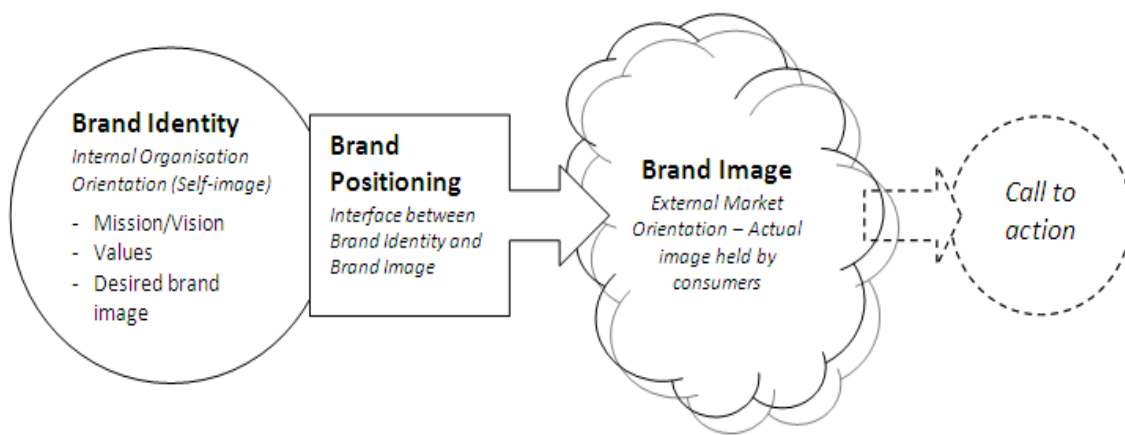 Brand Identity
Internal Organisation
Orientation (Self-image)
- Mission/Vision
- Values
- Desired brand
image
Brand
Positioning
Interface between
Brand Identity and
Brand Image
Brand Image
External Market
Orientation – Actual
image held by
consumers
Call to
action